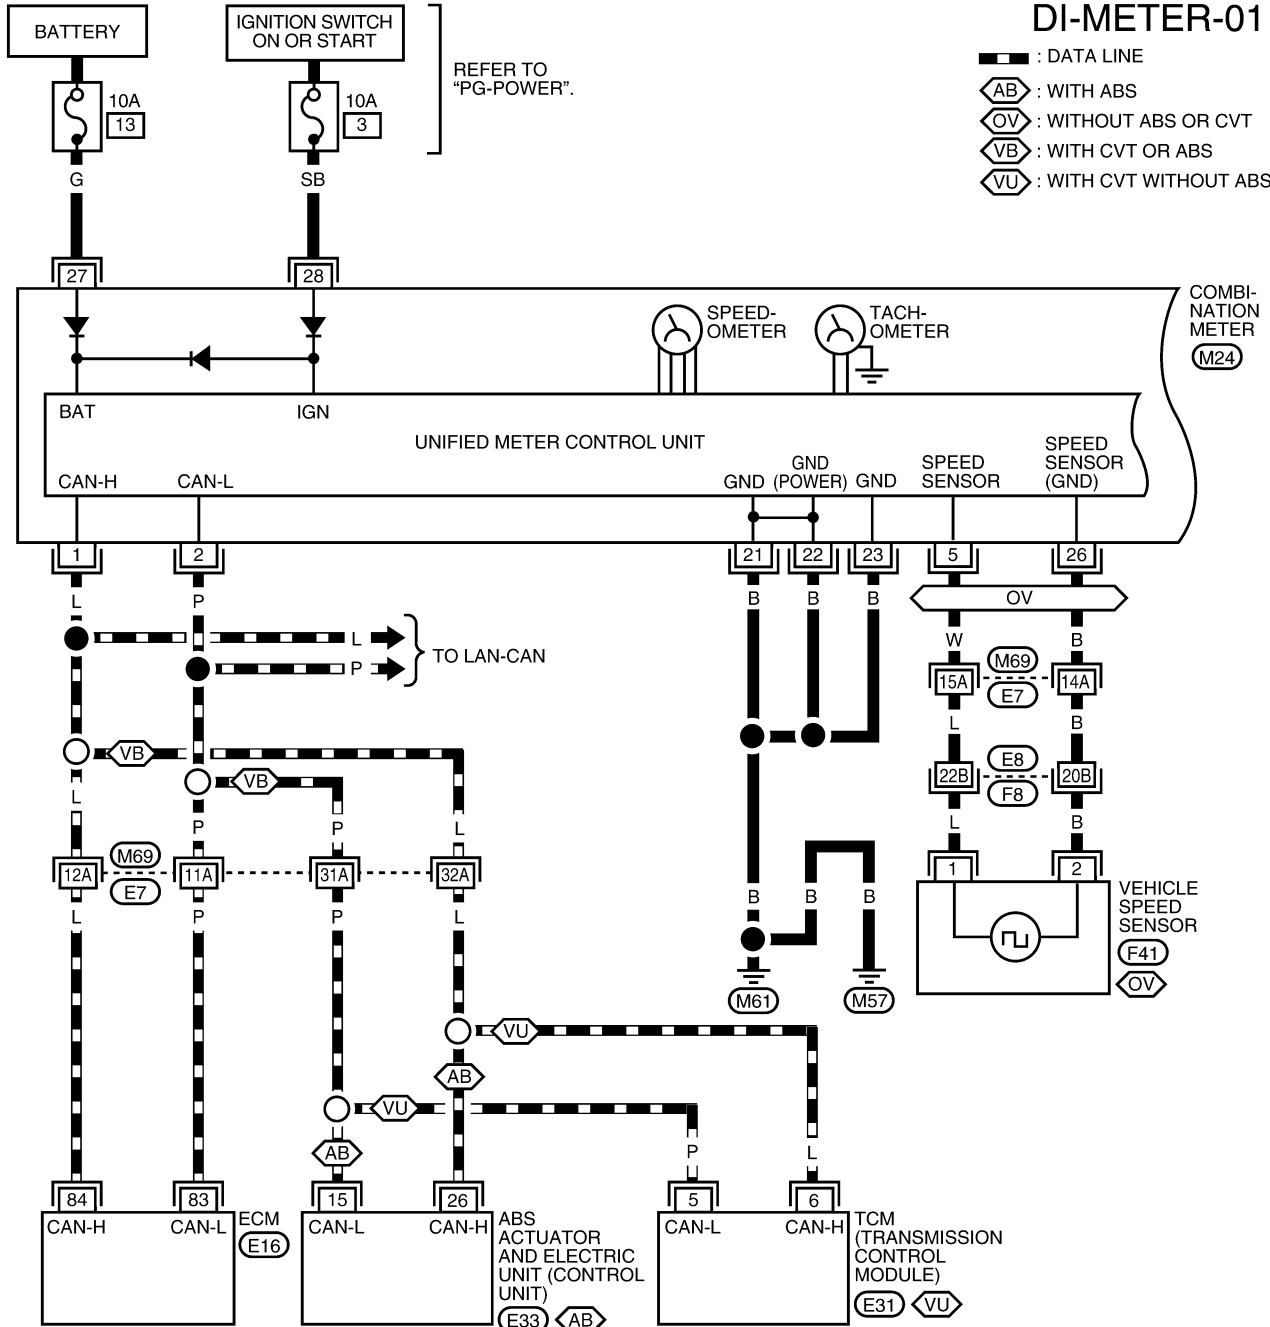 DI-METER-01
BATTERY
IGNITION SWITCH
ON OR START
REFER TO
“PG-POWER”.
: DATA LINE
AB : WITH ABS
OV : WITHOUT ABS OR CVT
VB : WITH CVT OR ABS
VU : WITH CVT WITHOUT ABS
10A
13
10A
3
G
SB
27
28
COMBI-
NATION
METER
M24
SPEED-
OMETER
TACH-
OMETER
BAT
IGN
UNIFIED METER CONTROL UNIT
CAN-H
CAN-L
GND
GND
(POWER)
GND
SPEED
SENSOR
SPEED
SENSOR
(GND)
1
2
21
22
23
5
26
L
P
B
B
B
OV
L
P
TO LAN-CAN
W
B
15A
M69
E7
14A
L
B
VB
VB
22B
E8
F8
20B
L
P
P
L
L
B
12A
M69
E7
11A
31A
32A
1
2
L
P
P
L
B
B
B
VEHICLE
SPEED
SENSOR
F41
OV
M61
M57
VU
AB
VU
AB
P
L
84
83
15
26
5
6
CAN-H
CAN-L
ECM
E16
CAN-L
CAN-H
ABS
ACTUATOR
AND ELECTRIC
UNIT (CONTROL
UNIT)
E33
AB
CAN-L
CAN-H
TCM
(TRANSMISSION
CONTROL
MODULE)
E31
VU